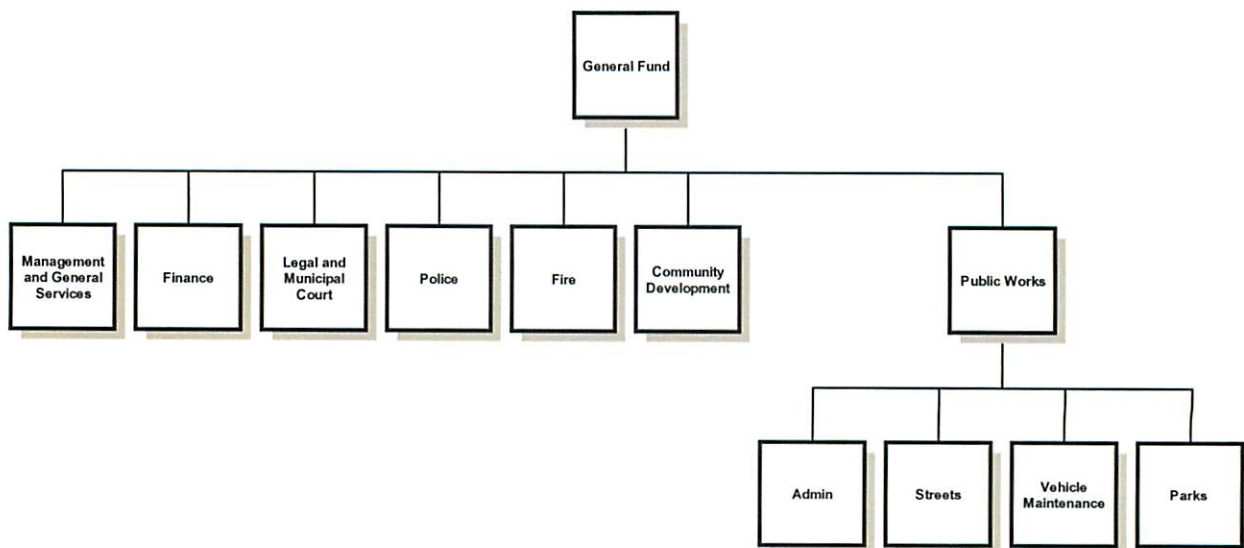 General Fund
Management
and General
Services
Finance
Legal and
Municipal
Court
Police
Fire
Community
Development
Public Works
Admin
Streets
Vehicle
Maintenance
Parks